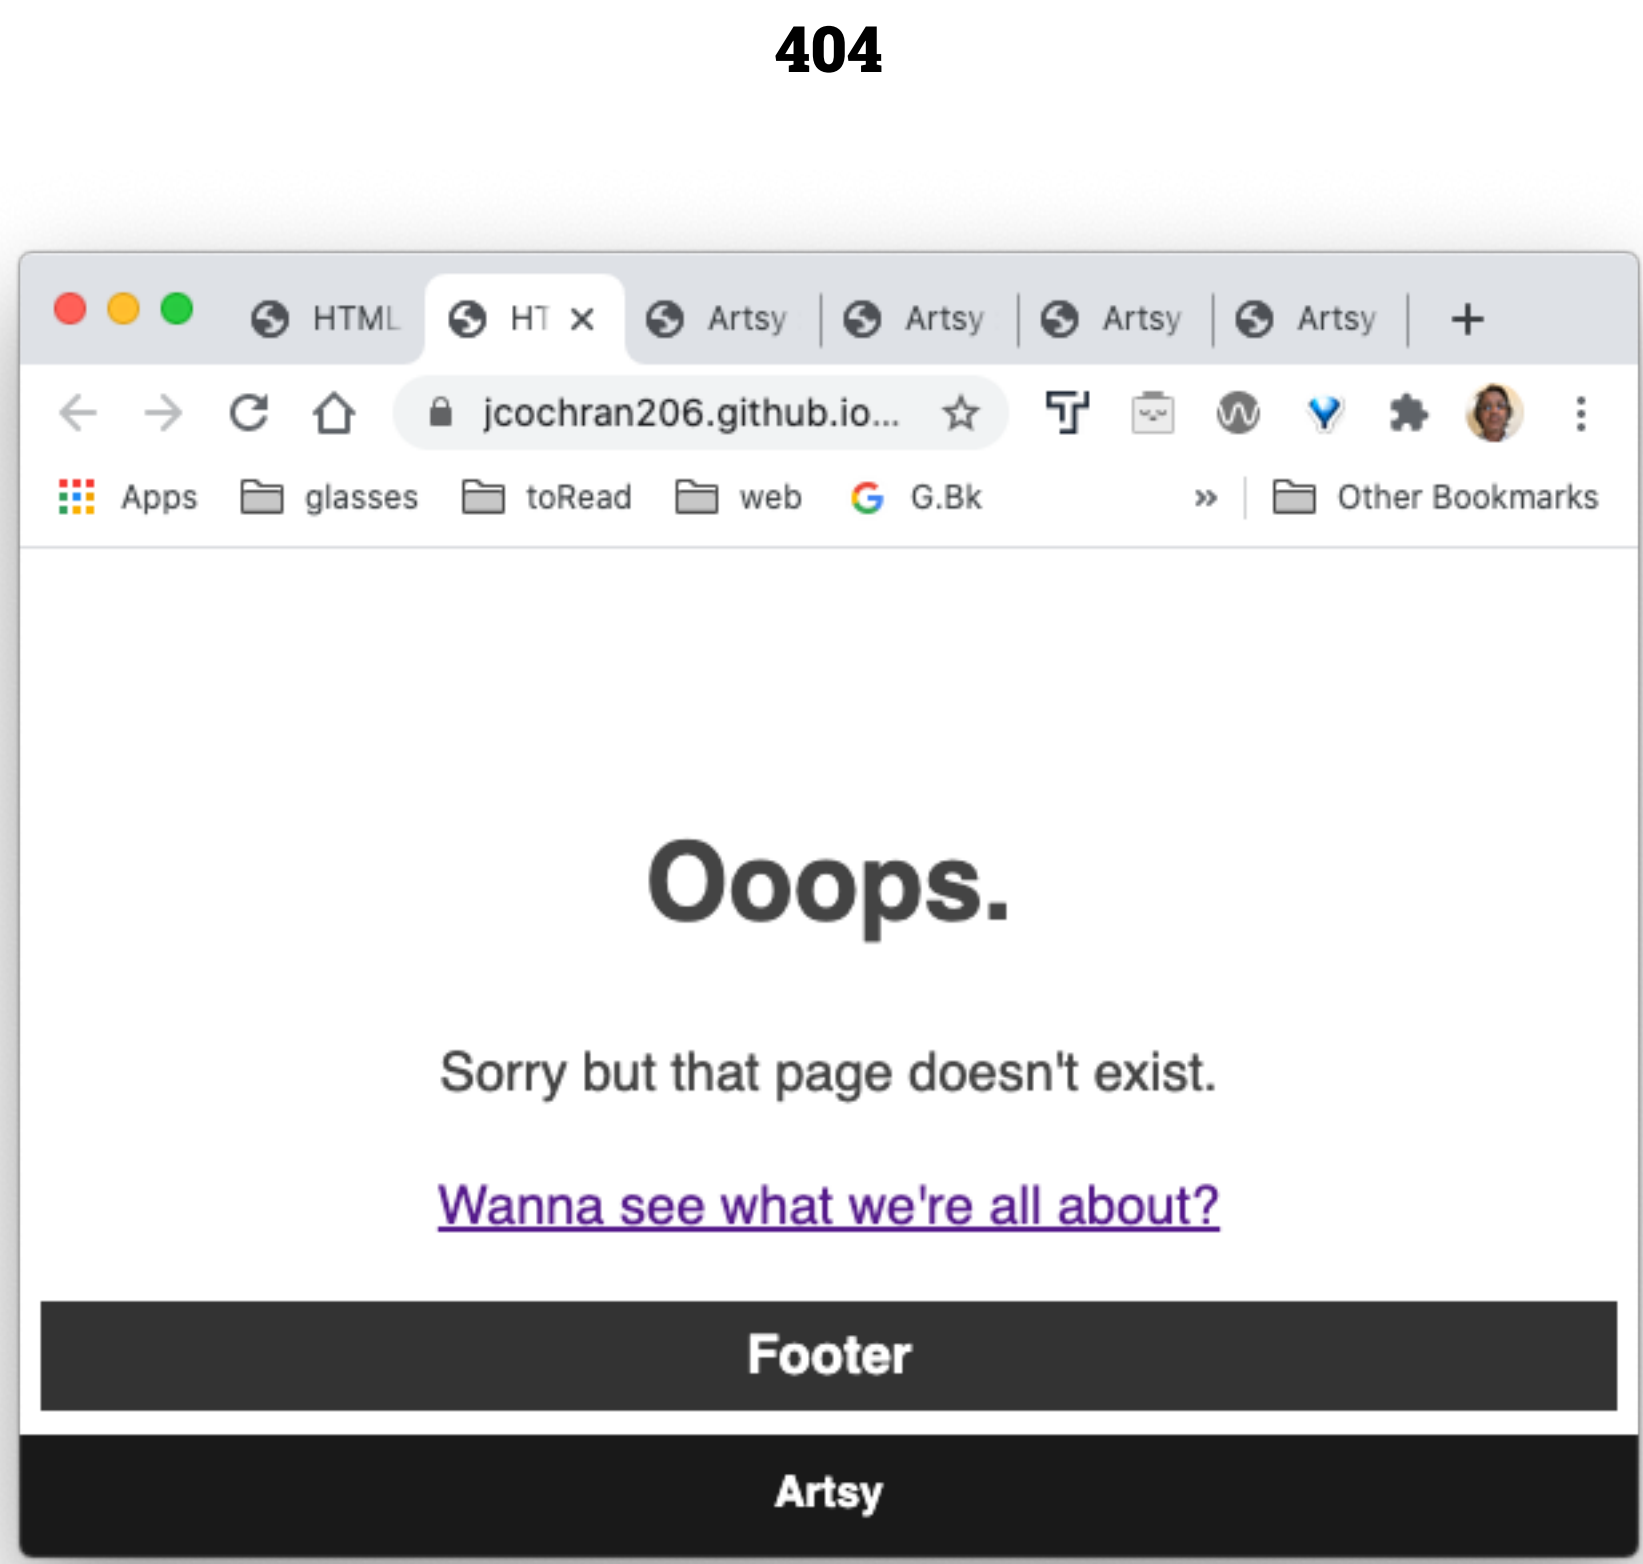 404
HTML HT Artsy Artsy Artsy Artsy
jcochran206.github.io...
Apps glasses toRead web G.Bk » Other Bookmarks
Ooops.
Sorry but that page doesn't exist.
Wanna see what we're all about?
Footer
Artsy